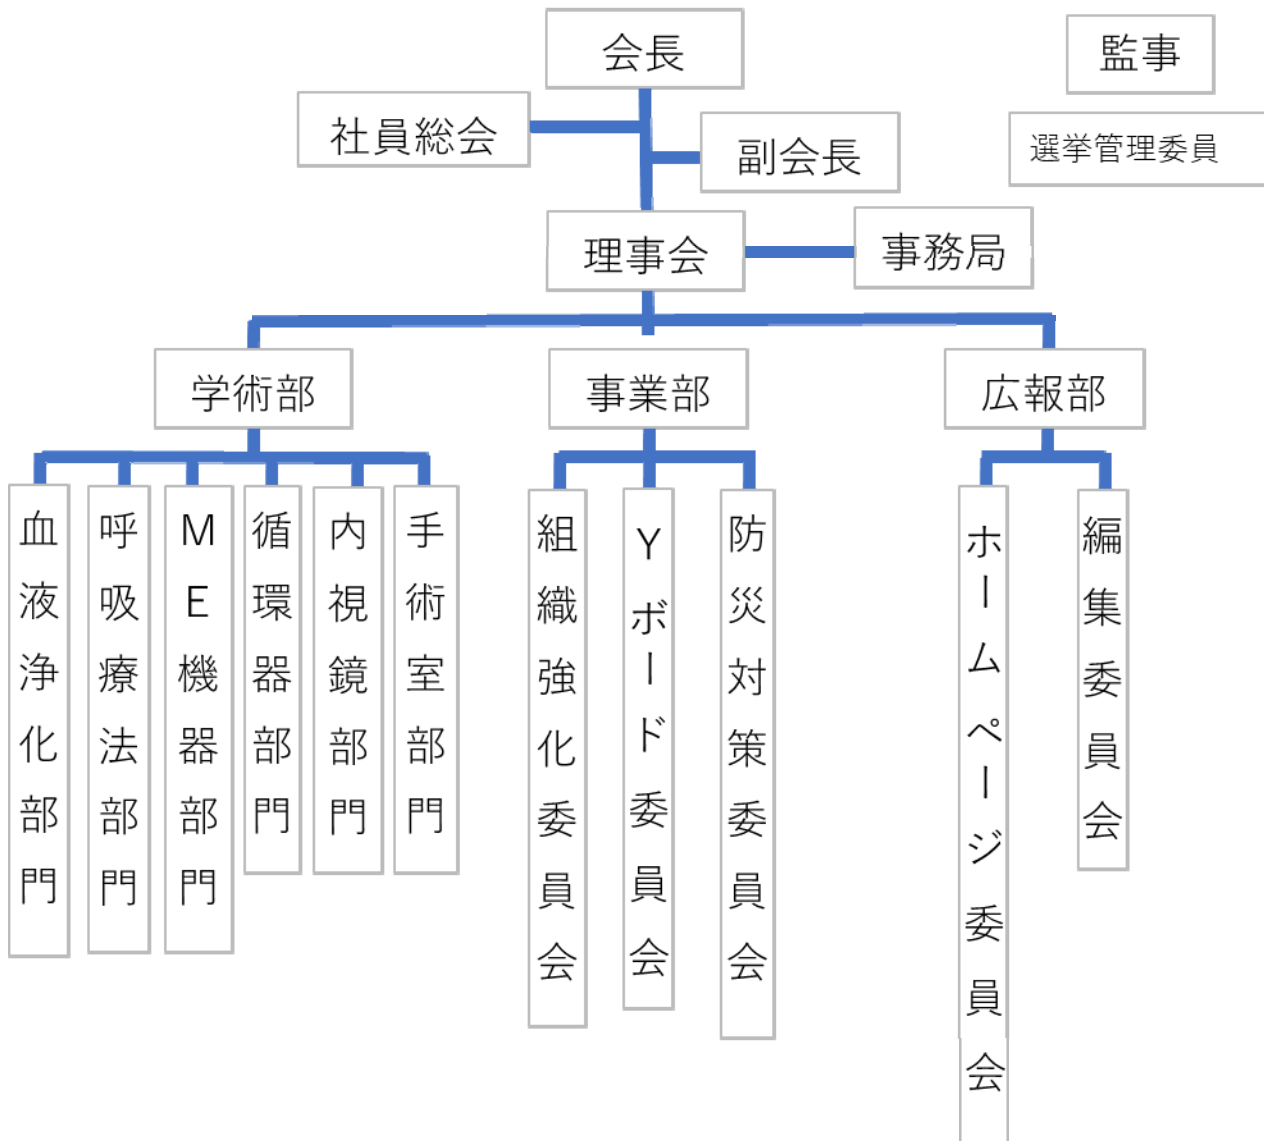 会長
監事
社員総会
副会長
選挙管理委員
理事会
事務局
学術部
事業部
広報部
血液浄化部門
呼吸療法部門
ME機器部門
循環器部門
内視鏡部門
手術室部門
組織強化委員会
Yボード委員会
防災対策委員会
ホームページ委員会
編集委員会